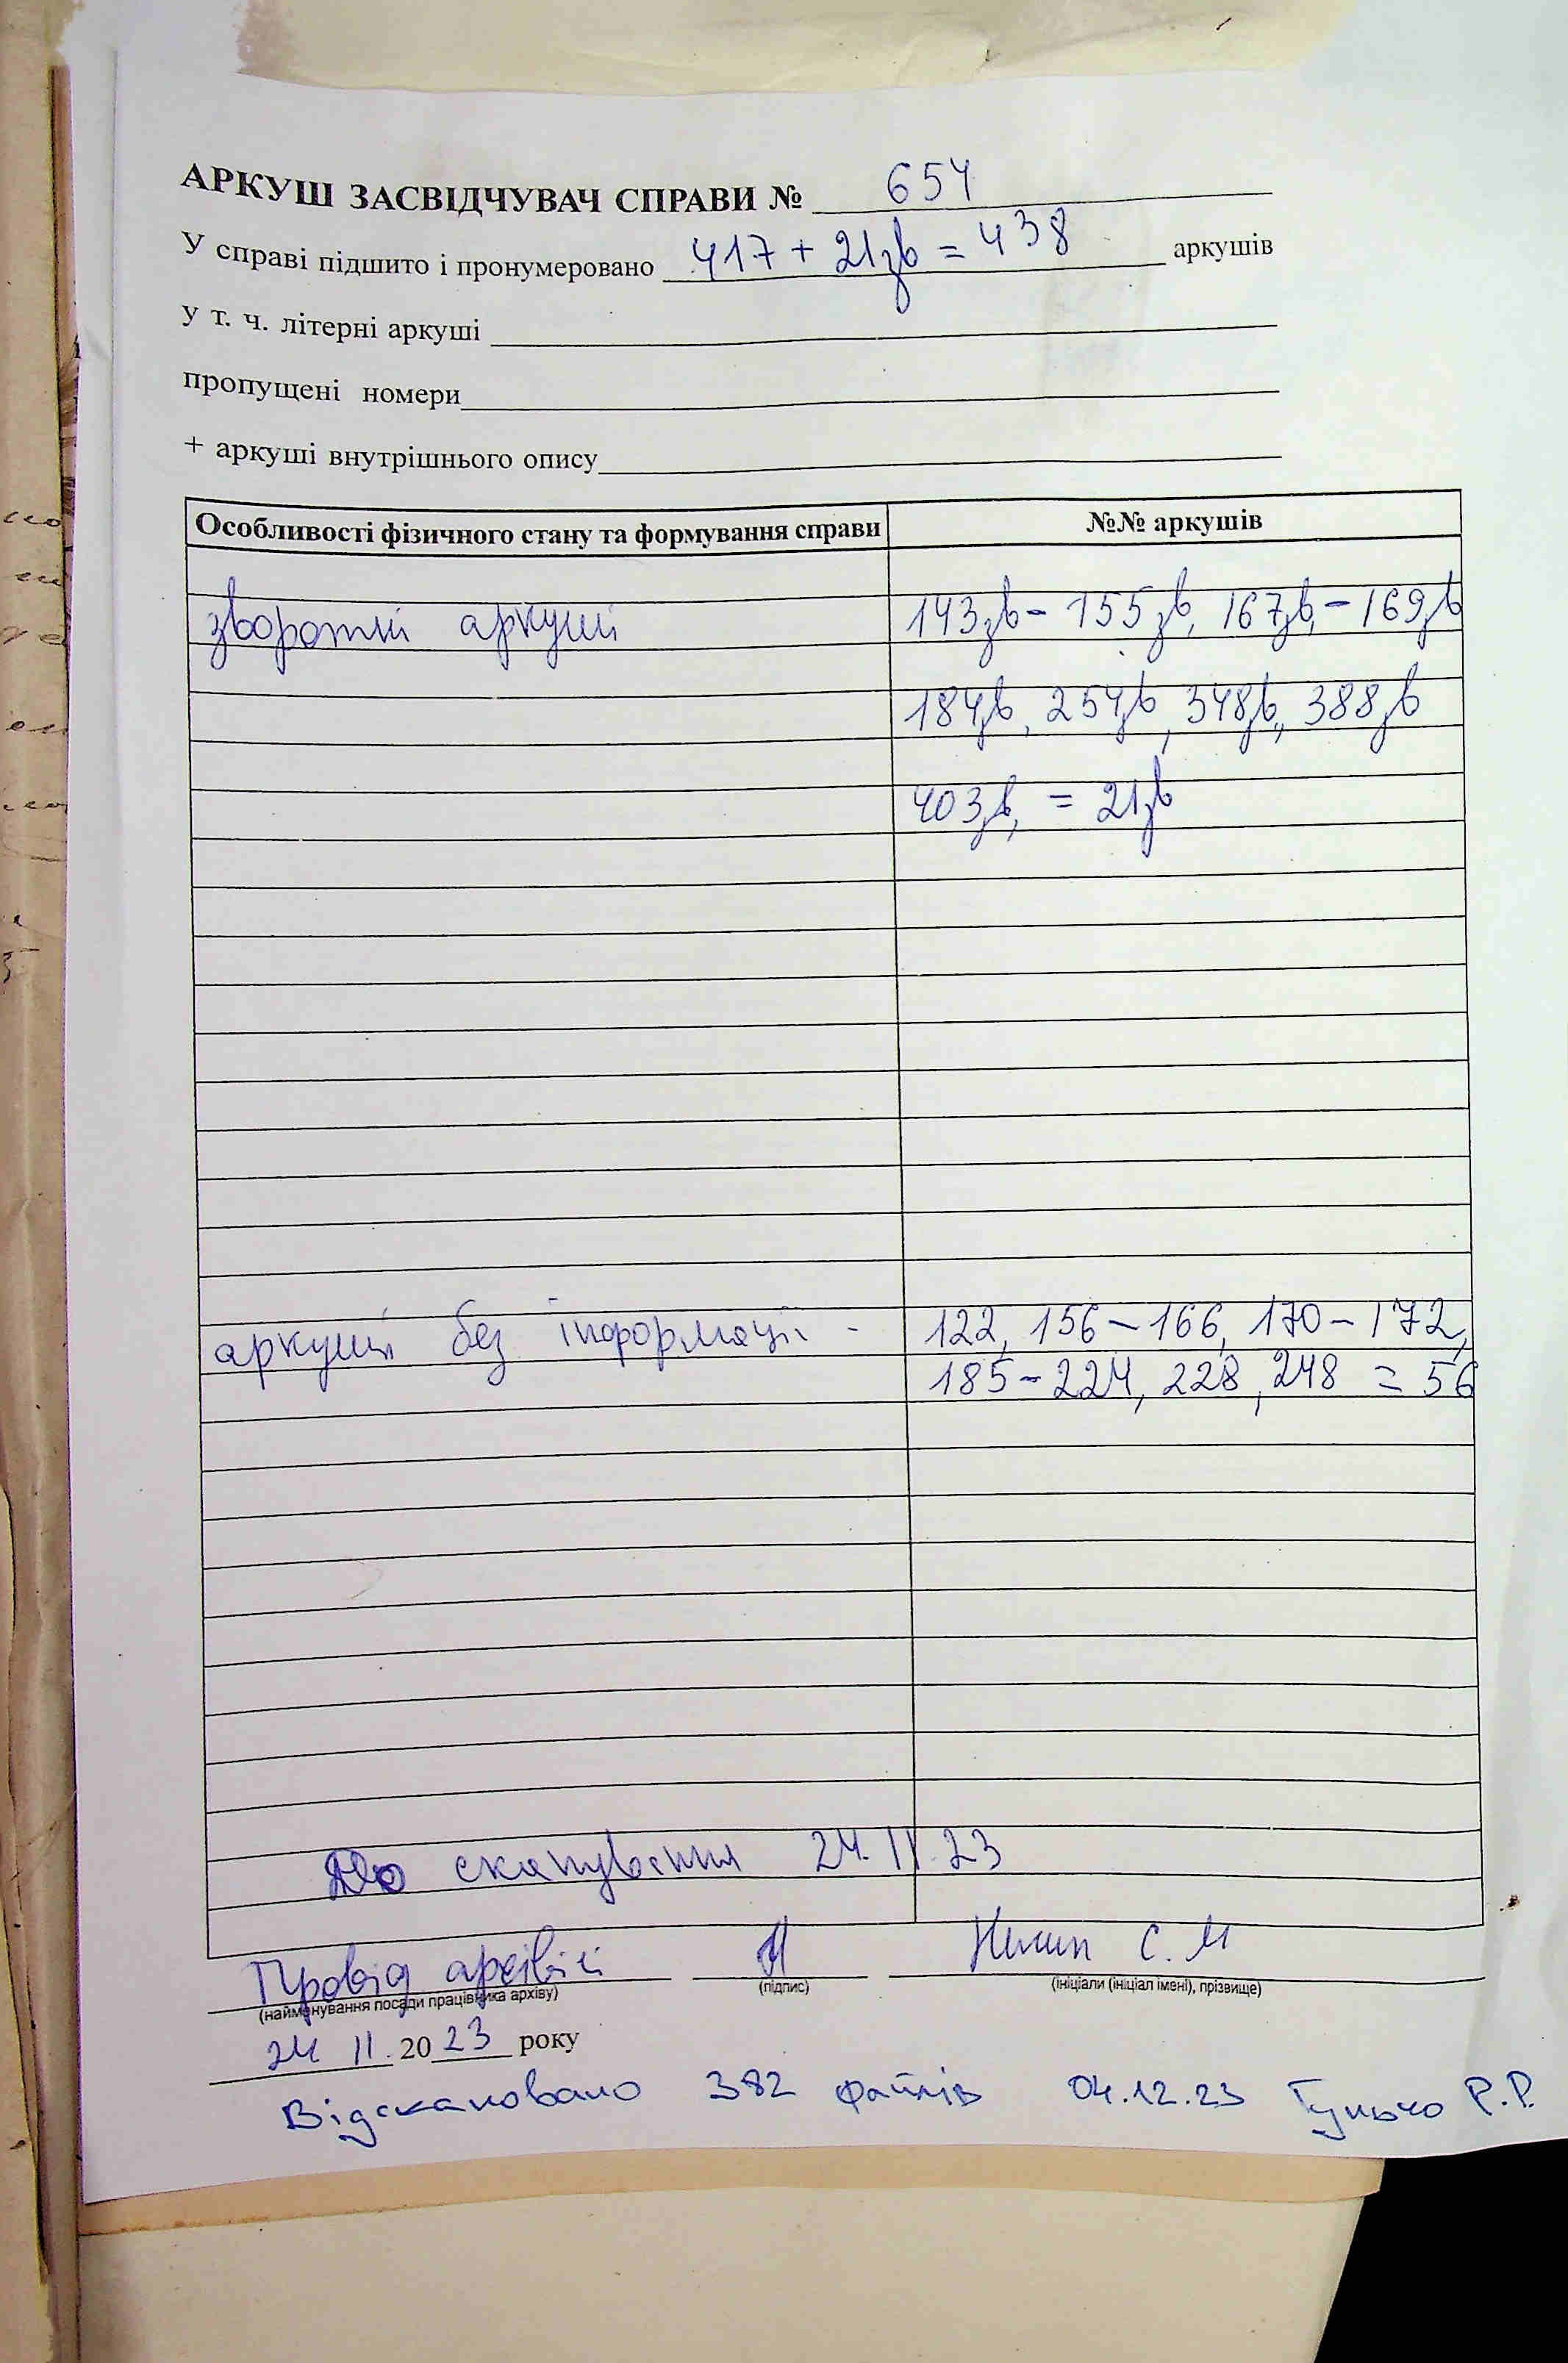 АРКУШ ЗАСВІДЧУВАЧ СПРАВИ № 654
У справі підшито і пронумеровано 417 + 21зв = 438 аркушів
у т. ч. літерні аркуші
пропущені номери
+ аркуші внутрішнього опису
Особливості фізичного стану та формування справи №№ аркушів
зворотні аркуші 143зв - 155зв, 167зв, - 169зв
184зв, 254зв, 348зв, 388зв
403зв, = 21зв
аркуші без інформації - 122, 156-166, 170-172,
185-224, 228, 248 = 56
До сканування 24.11.23
Провід архівіст С. М
(найменування посади працівника архіву) (підпис) (ініціали (ініціал імені), прізвище)
24 11. 2023 року
Відскановано 382 файлів 04.12.23 Гунько Р.Р.